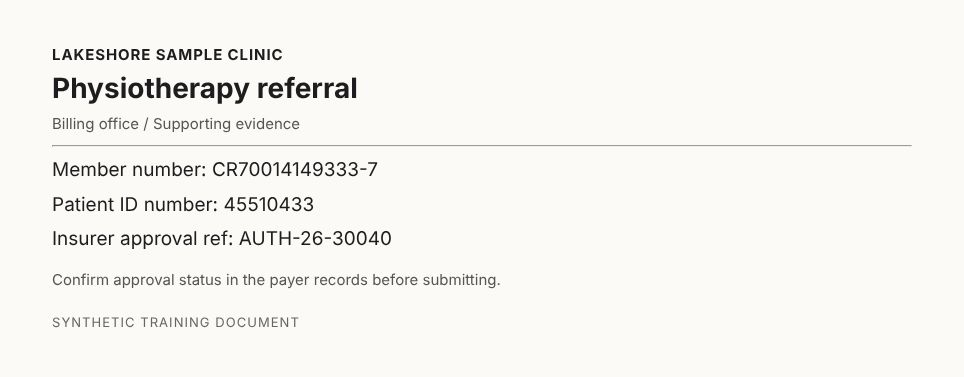 LAKESHORE SAMPLE CLINIC
Physiotherapy referral
Billing office / Supporting evidence
Member number: CR70014149333-7
Patient ID number: 45510433
Insurer approval ref: AUTH-26-30040
Confirm approval status in the payer records before submitting.
SYNTHETIC TRAINING DOCUMENT